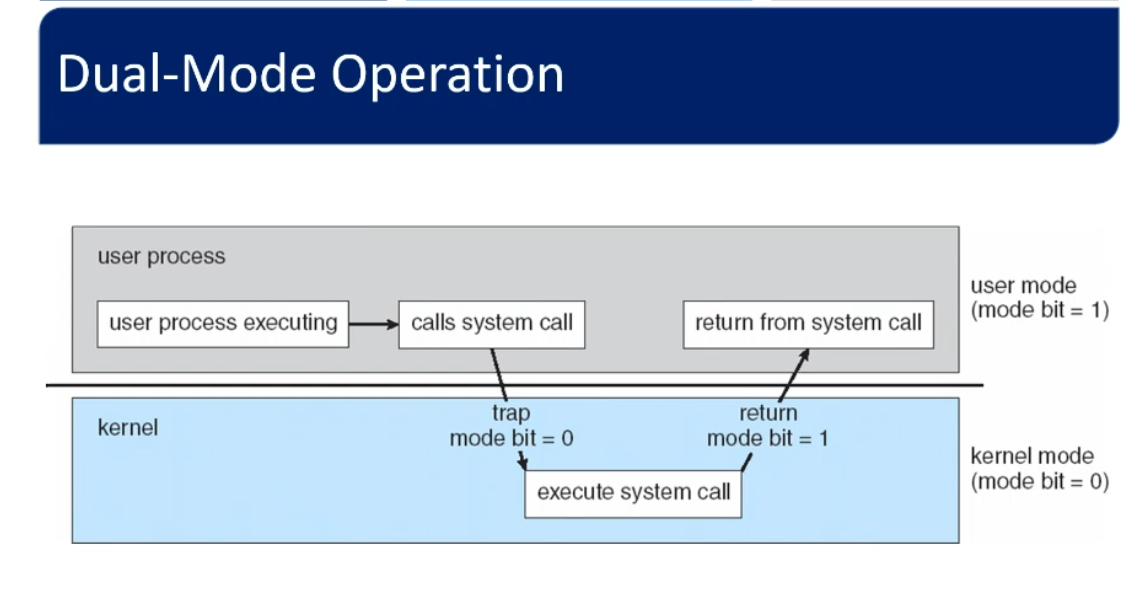 Dual-Mode Operation
user process
user process executing
calls system call
return from system call
user mode
(mode bit = 1)
kernel
trap
mode bit = 0
return
mode bit = 1
execute system call
kernel mode
(mode bit = 0)